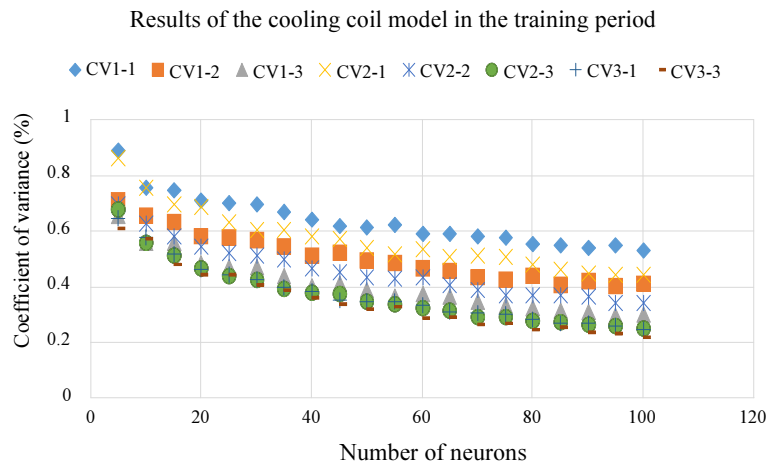 Results of the cooling coil model in the training period
CV1-1 CV1-2 CV1-3 CV2-1 CV2-2 CV2-3 CV3-1 CV3-3
Coefficient of variance (%)
1
0.8
0.6
0.4
0.2
0
0 20 40 60 80 100 120
Number of neurons